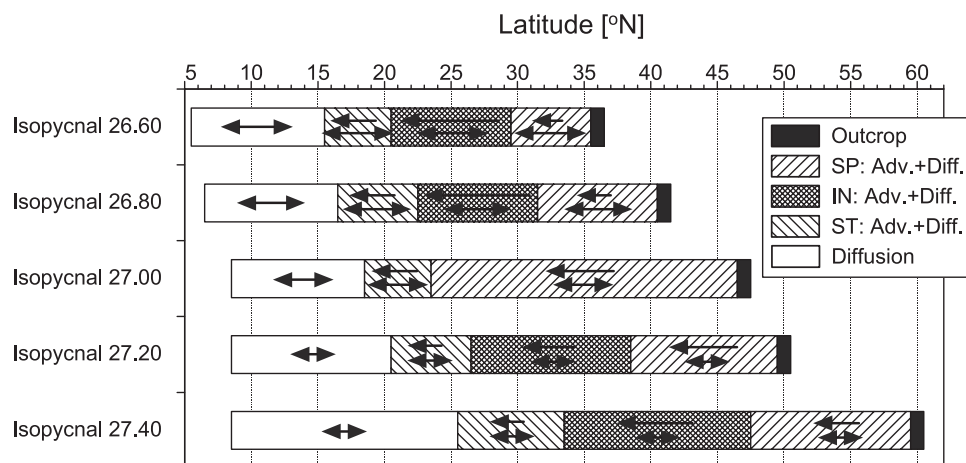 Latitude [°N]
5 10 15 20 25 30 35 40 45 50 55 60
Isopycnal 26.60
Isopycnal 26.80
Isopycnal 27.00
Isopycnal 27.20
Isopycnal 27.40
Outcrop
SP: Adv.+Diff.
IN: Adv.+Diff.
ST: Adv.+Diff.
Diffusion